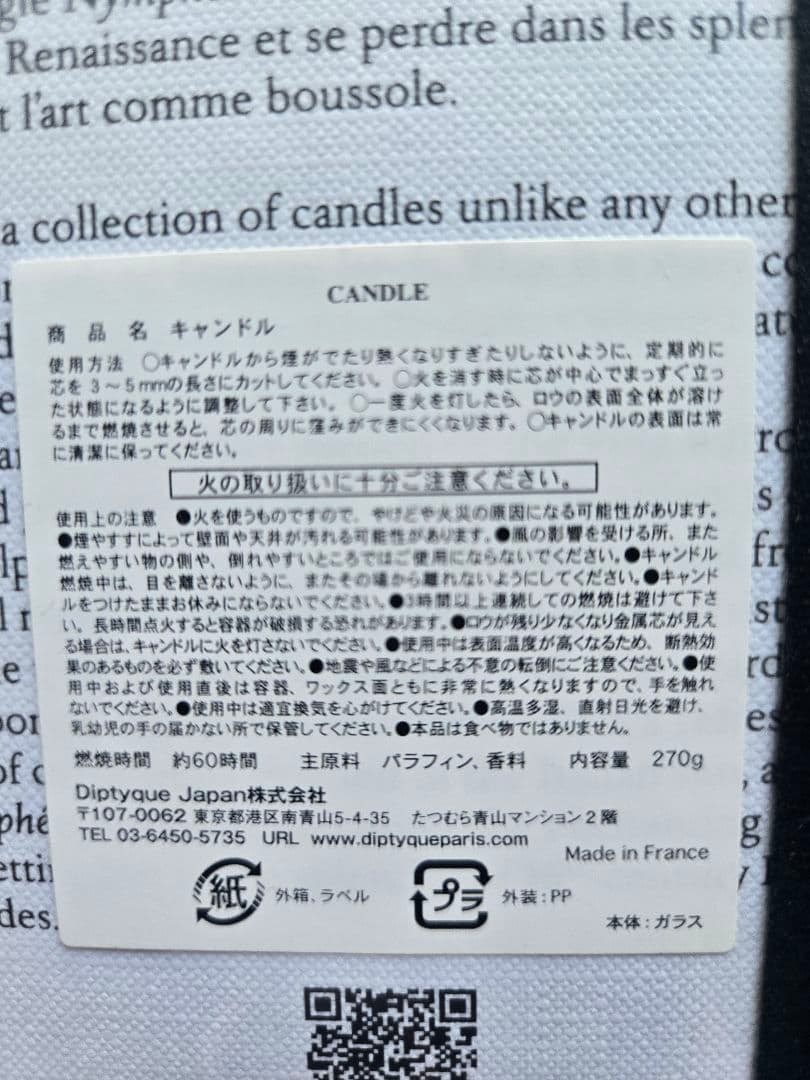 Renaissance et se perdre dans les
t l'art comme boussole.
a collection of candles unlike any other
CANDLE
商品名 キャンドル
使用方法 ○キャンドルから煙がでたり熱くなりすぎたりしないように、定期的に
芯を3～5mmの長さにカットしてください。○火を消す時に芯が中心でまっすぐ立っ
た状態になるように調整して下さい。○一度火を灯したら、ロウの表面全体が溶け
るまで燃焼させると、芯の周りに窪みができにくくなります。○キャンドルの表面は常
に清潔に保ってください。
火の取り扱いに十分ご注意ください。
使用上の注意 ●火を使うものですので、やけどや火災の原因になる可能性があります。
●煙やすすによって壁面や天井が汚れる可能性があります。●風の影響を受ける所、また
燃えやすい物の側や、倒れやすいところではご使用にならないでください。●キャンドル
燃焼中は、目を離さないように、またその場から離れないようにしてください。●キャンド
ルをつけたままお休みにならないでください。●3時間以上連続しての燃焼は避けて下さ
い。長時間点火すると容器が破損する恐れがあります。●ロウが残り少なくなり金属芯が見え
る場合は、キャンドルに火を灯さないでください。●使用中は表面温度が高くなるため、断熱効
果のあるものを必ず敷いてください。●地震や風などによる不意の転倒にご注意ください。●使
用中および使用直後は容器、ワックス面ともに非常に熱くなりますので、手を触れ
ないでください。●使用中は適宜換気を心がけてください。●高温多湿、直射日光を避け、
乳幼児の手の届かない所で保管してください。●本品は食べ物ではありません。
燃焼時間 約60時間 主原料 パラフィン、香料 内容量 270g
Diptyque Japan株式会社
〒107-0062 東京都港区南青山5-4-35 たつむら青山マンション2階
TEL 03-6450-5735 URL www.diptyqueparis.com
Made in France
紙 外箱、ラベル プラ 外装：PP
本体：ガラス